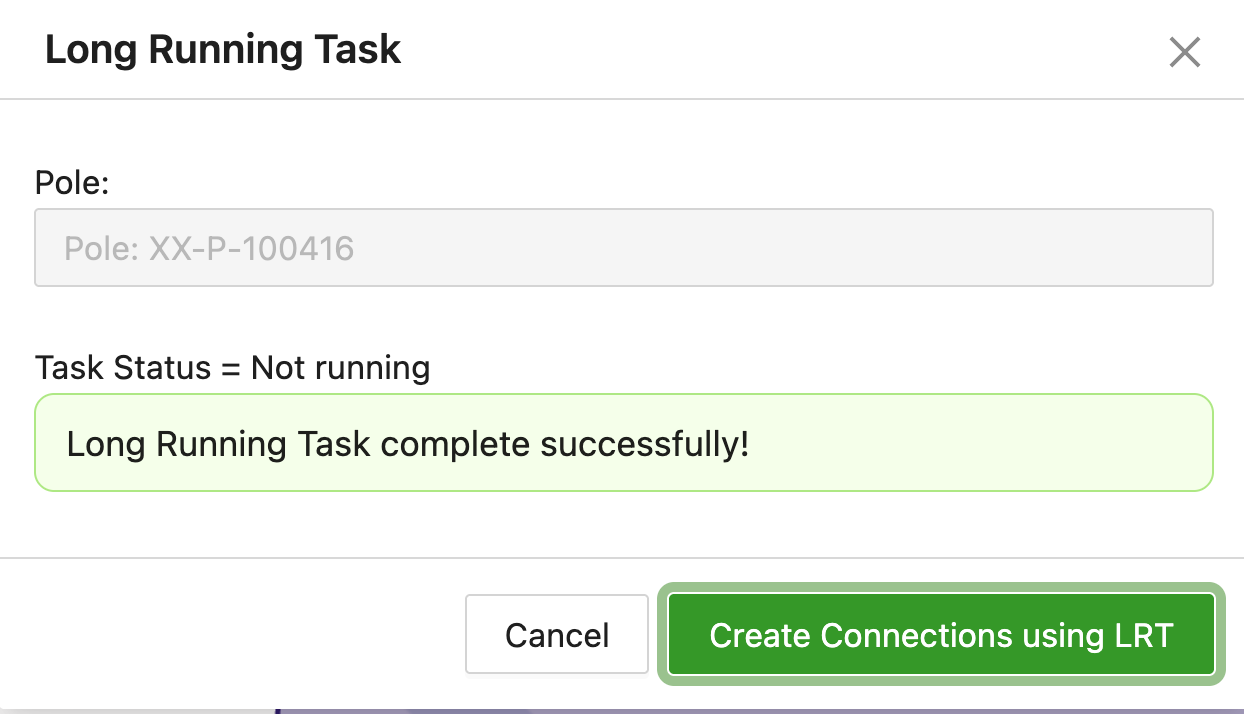 Long Running Task
Pole:
Pole: XX-P-100416
Task Status = Not running
Long Running Task complete successfully!
Cancel
Create Connections using LRT